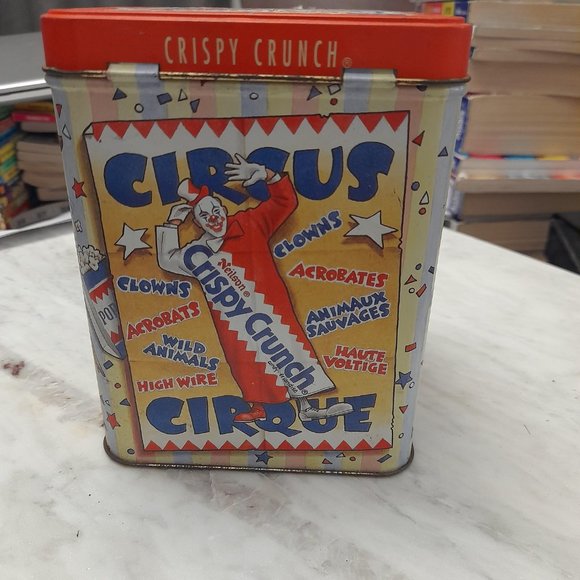 CRISPY CRUNCH®
CIRCUS
CLOWNS
ACROBATES
ANIMAUX
SAUVAGES
HAUTE
VOLTIGE
CLOWNS
ACROBATS
WILD
ANIMALS
HIGH WIRE
Neilson®
Crispy Crunch®
CIRQUE
POP